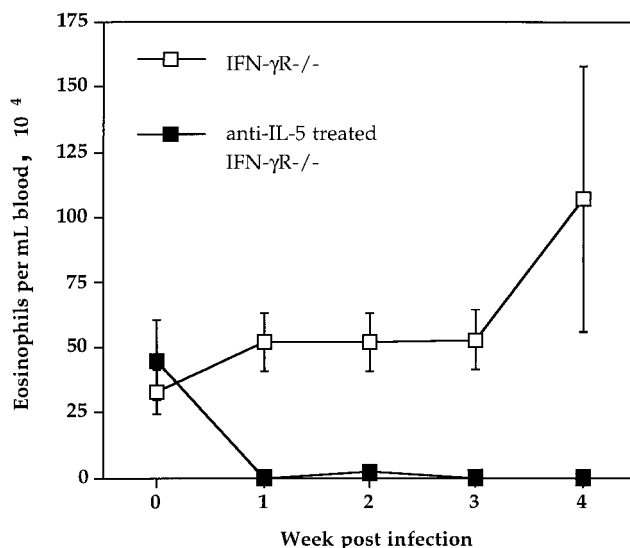 Eosinophils per mL blood, 10 4
175
150
125
100
75
50
25
0
IFN-γR-/-
anti-IL-5 treated
IFN-γR-/-
0 1 2 3 4
Week post infection